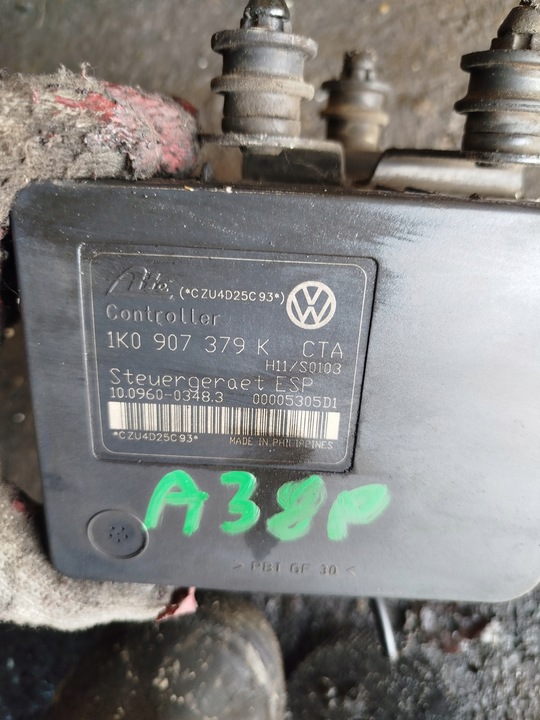 Ate (*CZU4D25C93*)
Controller
1K0 907 379 K CTA
H11/S0103
Steuergeraet ESP
10.0960-0348.3 00005305D1
*CZU4D25C93* MADE IN PHILIPPINES
A38P
> PBT GF 30 <